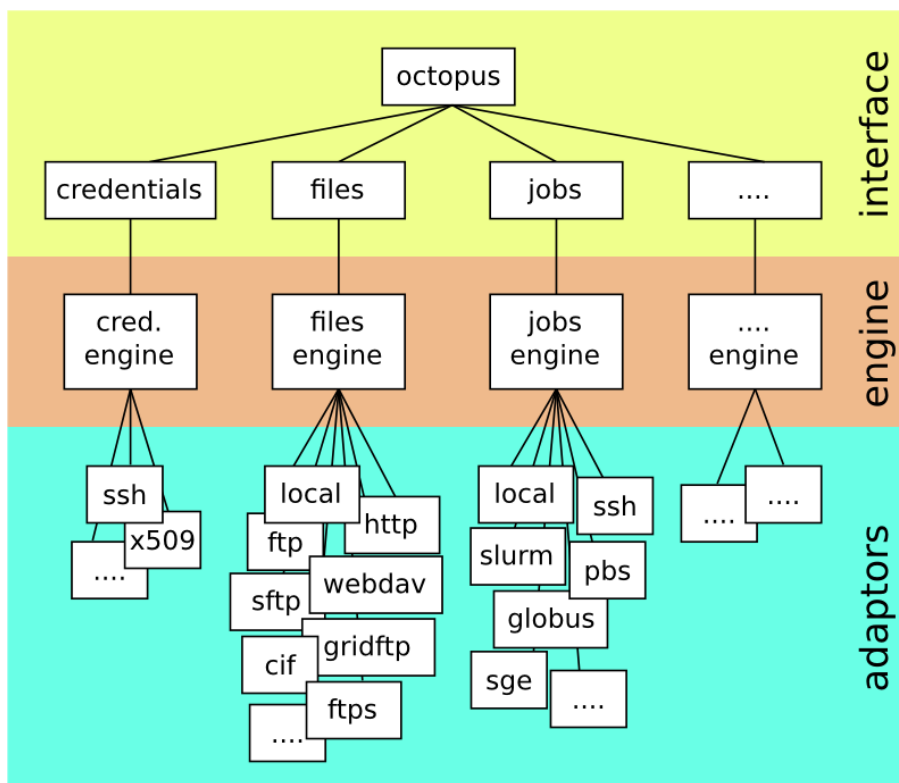 octopus
interface
credentials
files
jobs
....
cred.
engine
files
engine
jobs
engine
....
engine
engine
ssh
x509
....
local
http
ftp
webdav
sftp
gridftp
cif
ftps
....
local
ssh
slurm
pbs
globus
sge
....
....
....
adaptors